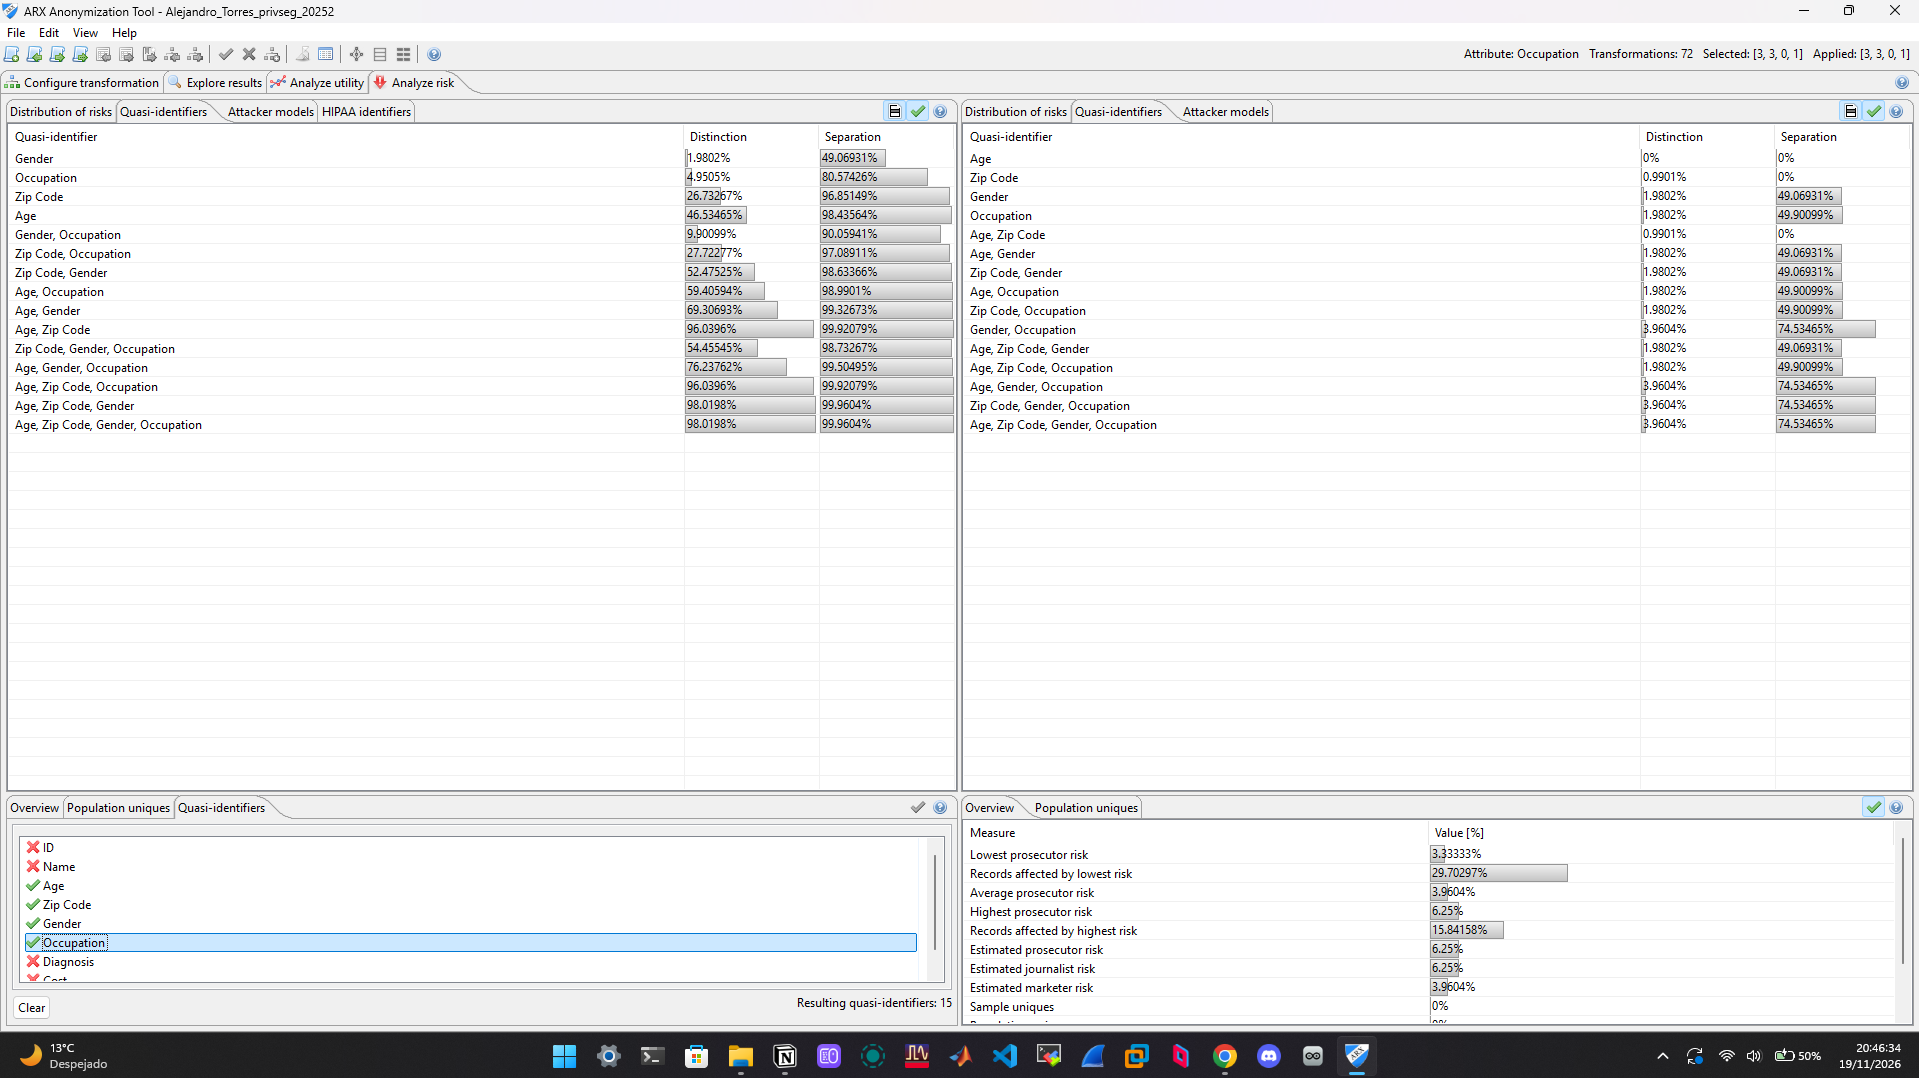 ARX Anonymization Tool - Alejandro_Torres_privseg_20252
File Edit View Help
Attribute: Occupation Transformations: 72 Selected: [3, 3, 0, 1] Applied: [3, 3, 0, 1]
Configure transformation Explore results Analyze utility Analyze risk
Distribution of risks Quasi-identifiers Attacker models HIPAA identifiers
Quasi-identifier Distinction Separation
Gender 1.9802% 49.06931%
Occupation 4.9505% 80.57426%
Zip Code 26.73267% 96.85149%
Age 46.53465% 98.43564%
Gender, Occupation 9.90099% 90.05941%
Zip Code, Occupation 27.72277% 97.08911%
Zip Code, Gender 52.47525% 98.63366%
Age, Occupation 59.40594% 98.9901%
Age, Gender 69.30693% 99.32673%
Age, Zip Code 96.0396% 99.92079%
Zip Code, Gender, Occupation 54.45545% 98.73267%
Age, Gender, Occupation 76.23762% 99.50495%
Age, Zip Code, Occupation 96.0396% 99.92079%
Age, Zip Code, Gender 98.0198% 99.9604%
Age, Zip Code, Gender, Occupation 98.0198% 99.9604%
Distribution of risks Quasi-identifiers Attacker models
Quasi-identifier Distinction Separation
Age 0% 0%
Zip Code 0.9901% 0%
Gender 1.9802% 49.06931%
Occupation 1.9802% 49.90099%
Age, Zip Code 0.9901% 0%
Age, Gender 1.9802% 49.06931%
Zip Code, Gender 1.9802% 49.06931%
Age, Occupation 1.9802% 49.90099%
Zip Code, Occupation 1.9802% 49.90099%
Gender, Occupation 3.9604% 74.53465%
Age, Zip Code, Gender 1.9802% 49.06931%
Age, Zip Code, Occupation 1.9802% 49.90099%
Age, Gender, Occupation 3.9604% 74.53465%
Zip Code, Gender, Occupation 3.9604% 74.53465%
Age, Zip Code, Gender, Occupation 3.9604% 74.53465%
Overview Population uniques Quasi-identifiers
ID
Name
Age
Zip Code
Gender
Occupation
Diagnosis
Cost
Clear Resulting quasi-identifiers: 15
Overview Population uniques
Measure Value [%]
Lowest prosecutor risk 3.33333%
Records affected by lowest risk 29.70297%
Average prosecutor risk 3.9604%
Highest prosecutor risk 6.25%
Records affected by highest risk 15.84158%
Estimated prosecutor risk 6.25%
Estimated journalist risk 6.25%
Estimated marketer risk 3.9604%
Sample uniques 0%
13°C
Despejado
50%
20:46:34
19/11/2026